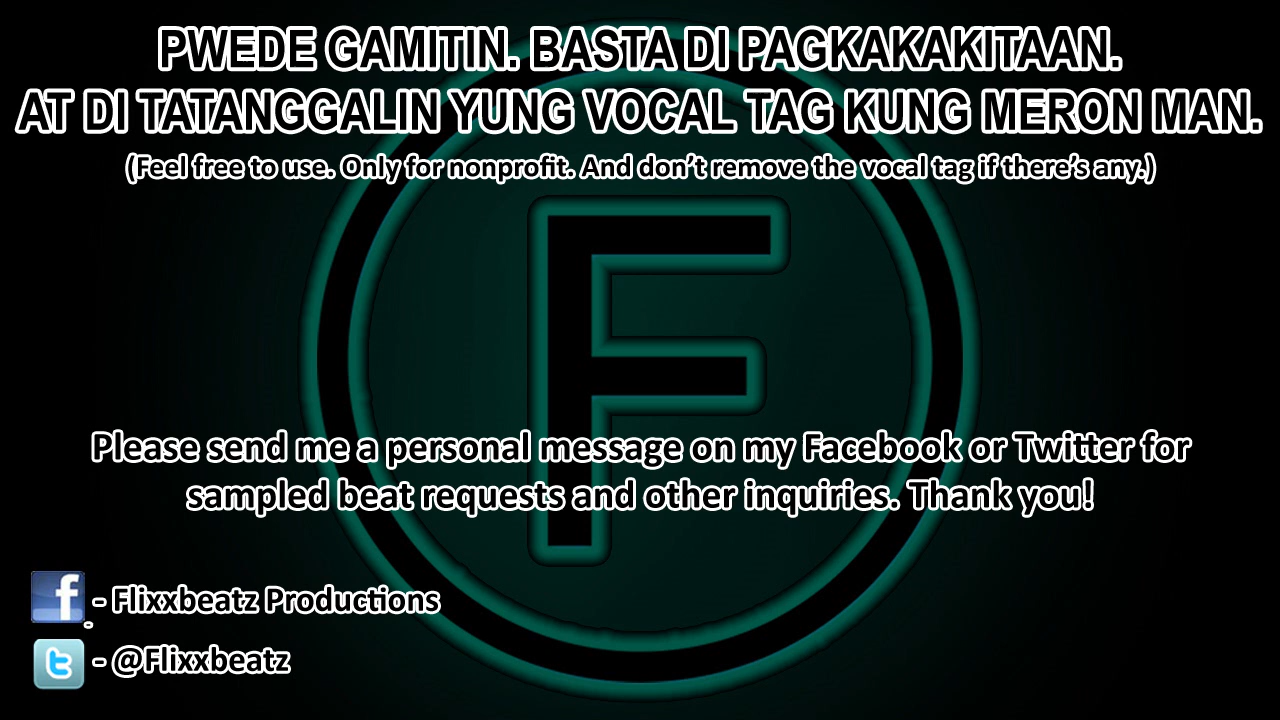 PWEDE GAMITIN. BASTA DI PAGKAKAKITAAN.
AT DI TATANGGALIN YUNG VOCAL TAG KUNG MERON MAN.
(Feel free to use. Only for nonprofit. And don't remove the vocal tag if there's any.)
F
Please send me a personal message on my Facebook or Twitter for
sampled beat requests and other inquiries. Thank you!
f - Flixxbeatz Productions
-
t - @Flixxbeatz